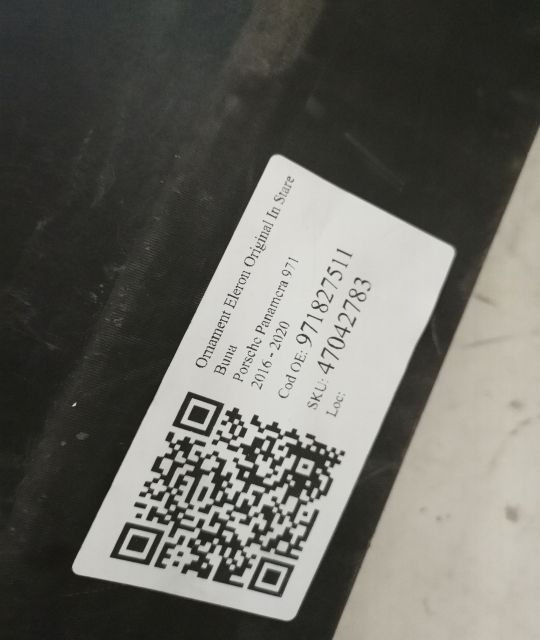 Ornament Eleron Original In Stare
Buna
Porsche Panamera 971
2016 - 2020
Cod OE: 971827511
SKU: 47042783
Loc: